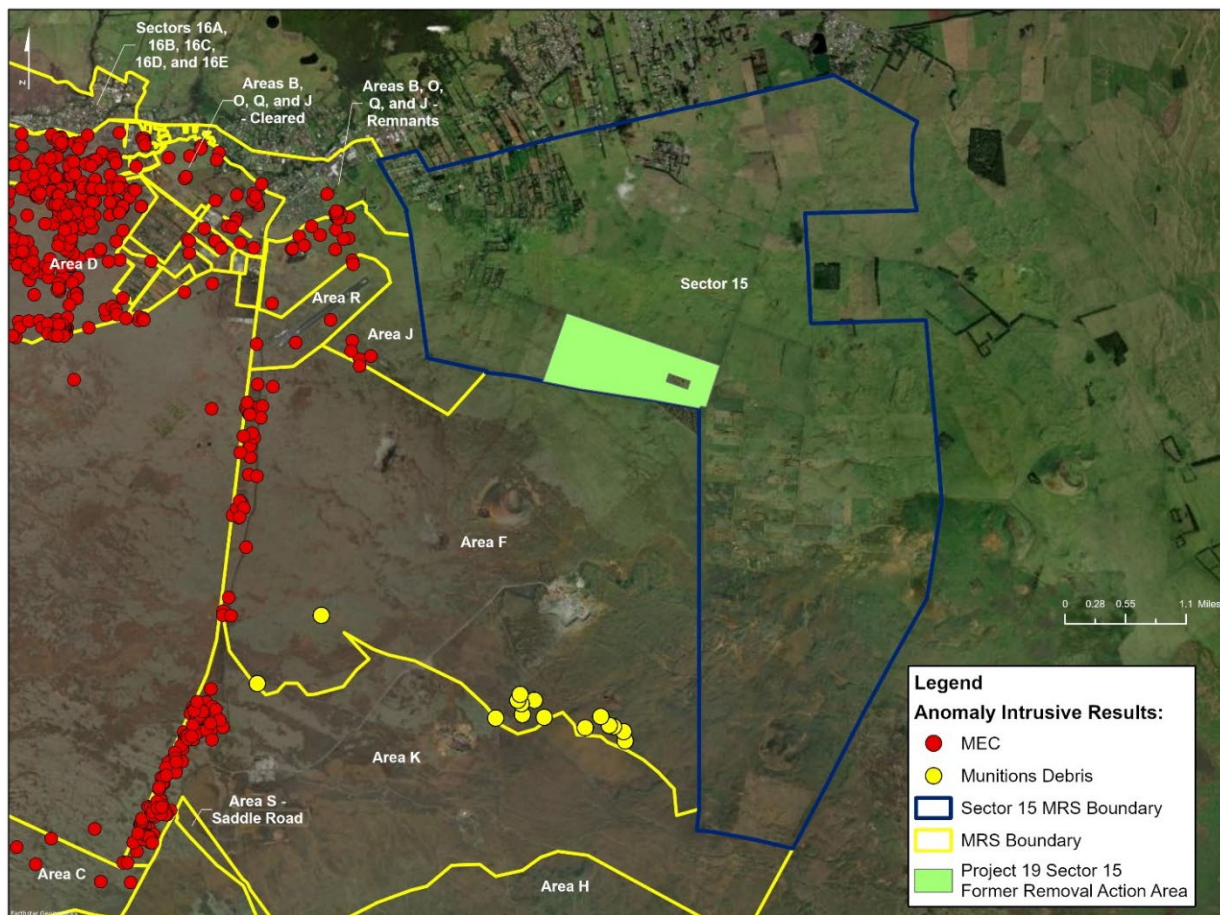 Sectors 16A,
16B, 16C,
16D, and 16E
Areas B,
O, Q, and J
- Cleared
Areas B, O,
Q, and J -
Remnants
N
Area D
Sector 15
Area R
Area J
Area F
0 0.28 0.55 1.1 Miles
Area K
Area S -
Saddle Road
Area C
Area H
Legend
Anomaly Intrusive Results:
MEC
Munitions Debris
Sector 15 MRS Boundary
MRS Boundary
Project 19 Sector 15
Former Removal Action Area